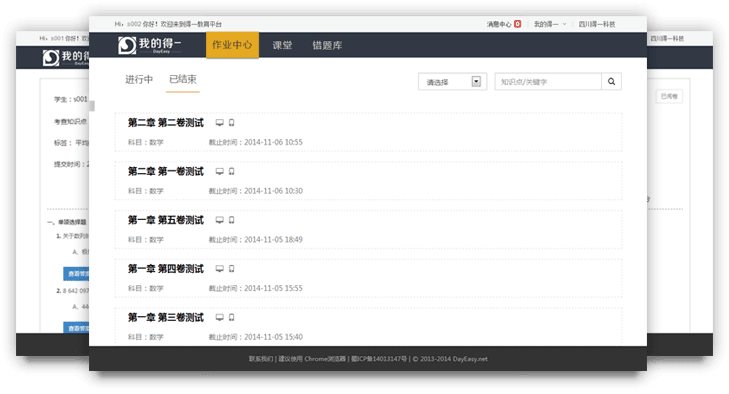 Hi，s002 你好！欢迎来到得一教育平台
消息中心 6 | 我的得一 | 四川得一科技
我的得一 DayEasy
作业中心 课堂 错题库
进行中 已结束
请选择 知识点/关键字
第二章 第二卷测试
科目：数学 截止时间：2014-11-06 10:55
第二章 第一卷测试
科目：数学 截止时间：2014-11-06 10:30
第一章 第五卷测试
科目：数学 截止时间：2014-11-05 18:49
第一章 第四卷测试
科目：数学 截止时间：2014-11-05 15:55
第一章 第三卷测试
科目：数学 截止时间：2014-11-05 15:40
联系我们 | 建议使用 Chrome浏览器 | 蜀ICP备14013147号 | © 2013-2014 DayEasy.net
Hi，s001 你好！欢
我的得一
学生：s001
考查知识点
标签： 平均
提交时间：2
一、单项选择题
1. 关于数列
A、
查看答案
2. 8 642 097
A、44
查看答案
四川得一科技
已阅卷